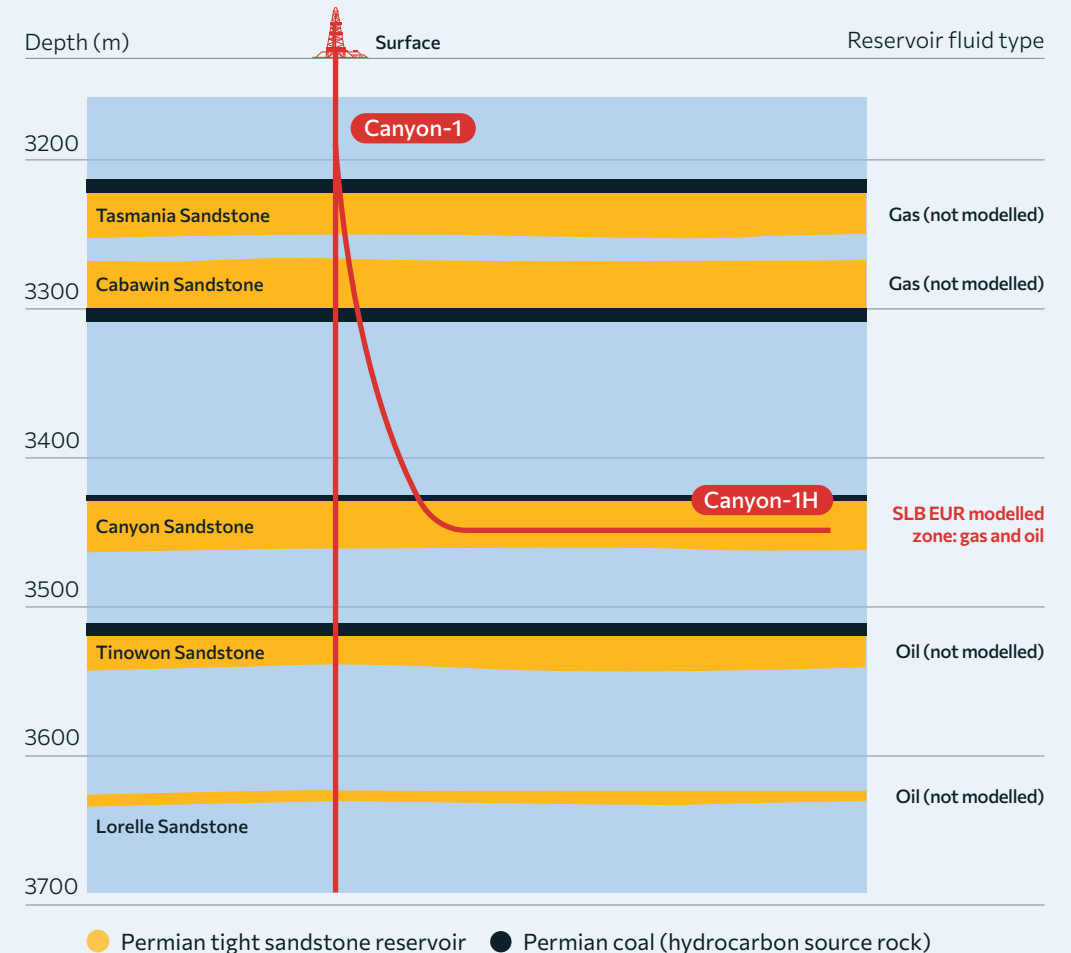 Depth (m)
Surface
Reservoir fluid type
Canyon-1
3200
Tasmania Sandstone
Gas (not modelled)
Cabawin Sandstone
Gas (not modelled)
3300
3400
Canyon-1H
Canyon Sandstone
SLB EUR modelled
zone: gas and oil
3500
Tinowon Sandstone
Oil (not modelled)
3600
Oil (not modelled)
Lorelle Sandstone
3700
Permian tight sandstone reservoir
Permian coal (hydrocarbon source rock)